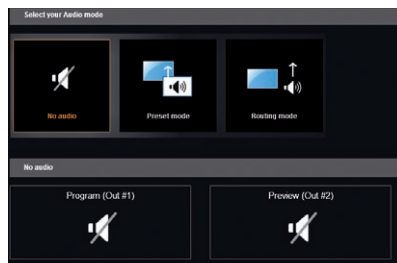 Select your Audio mode
No audio
Preset mode
Routing mode
No audio
Program (Out #1)
Preview (Out #2)